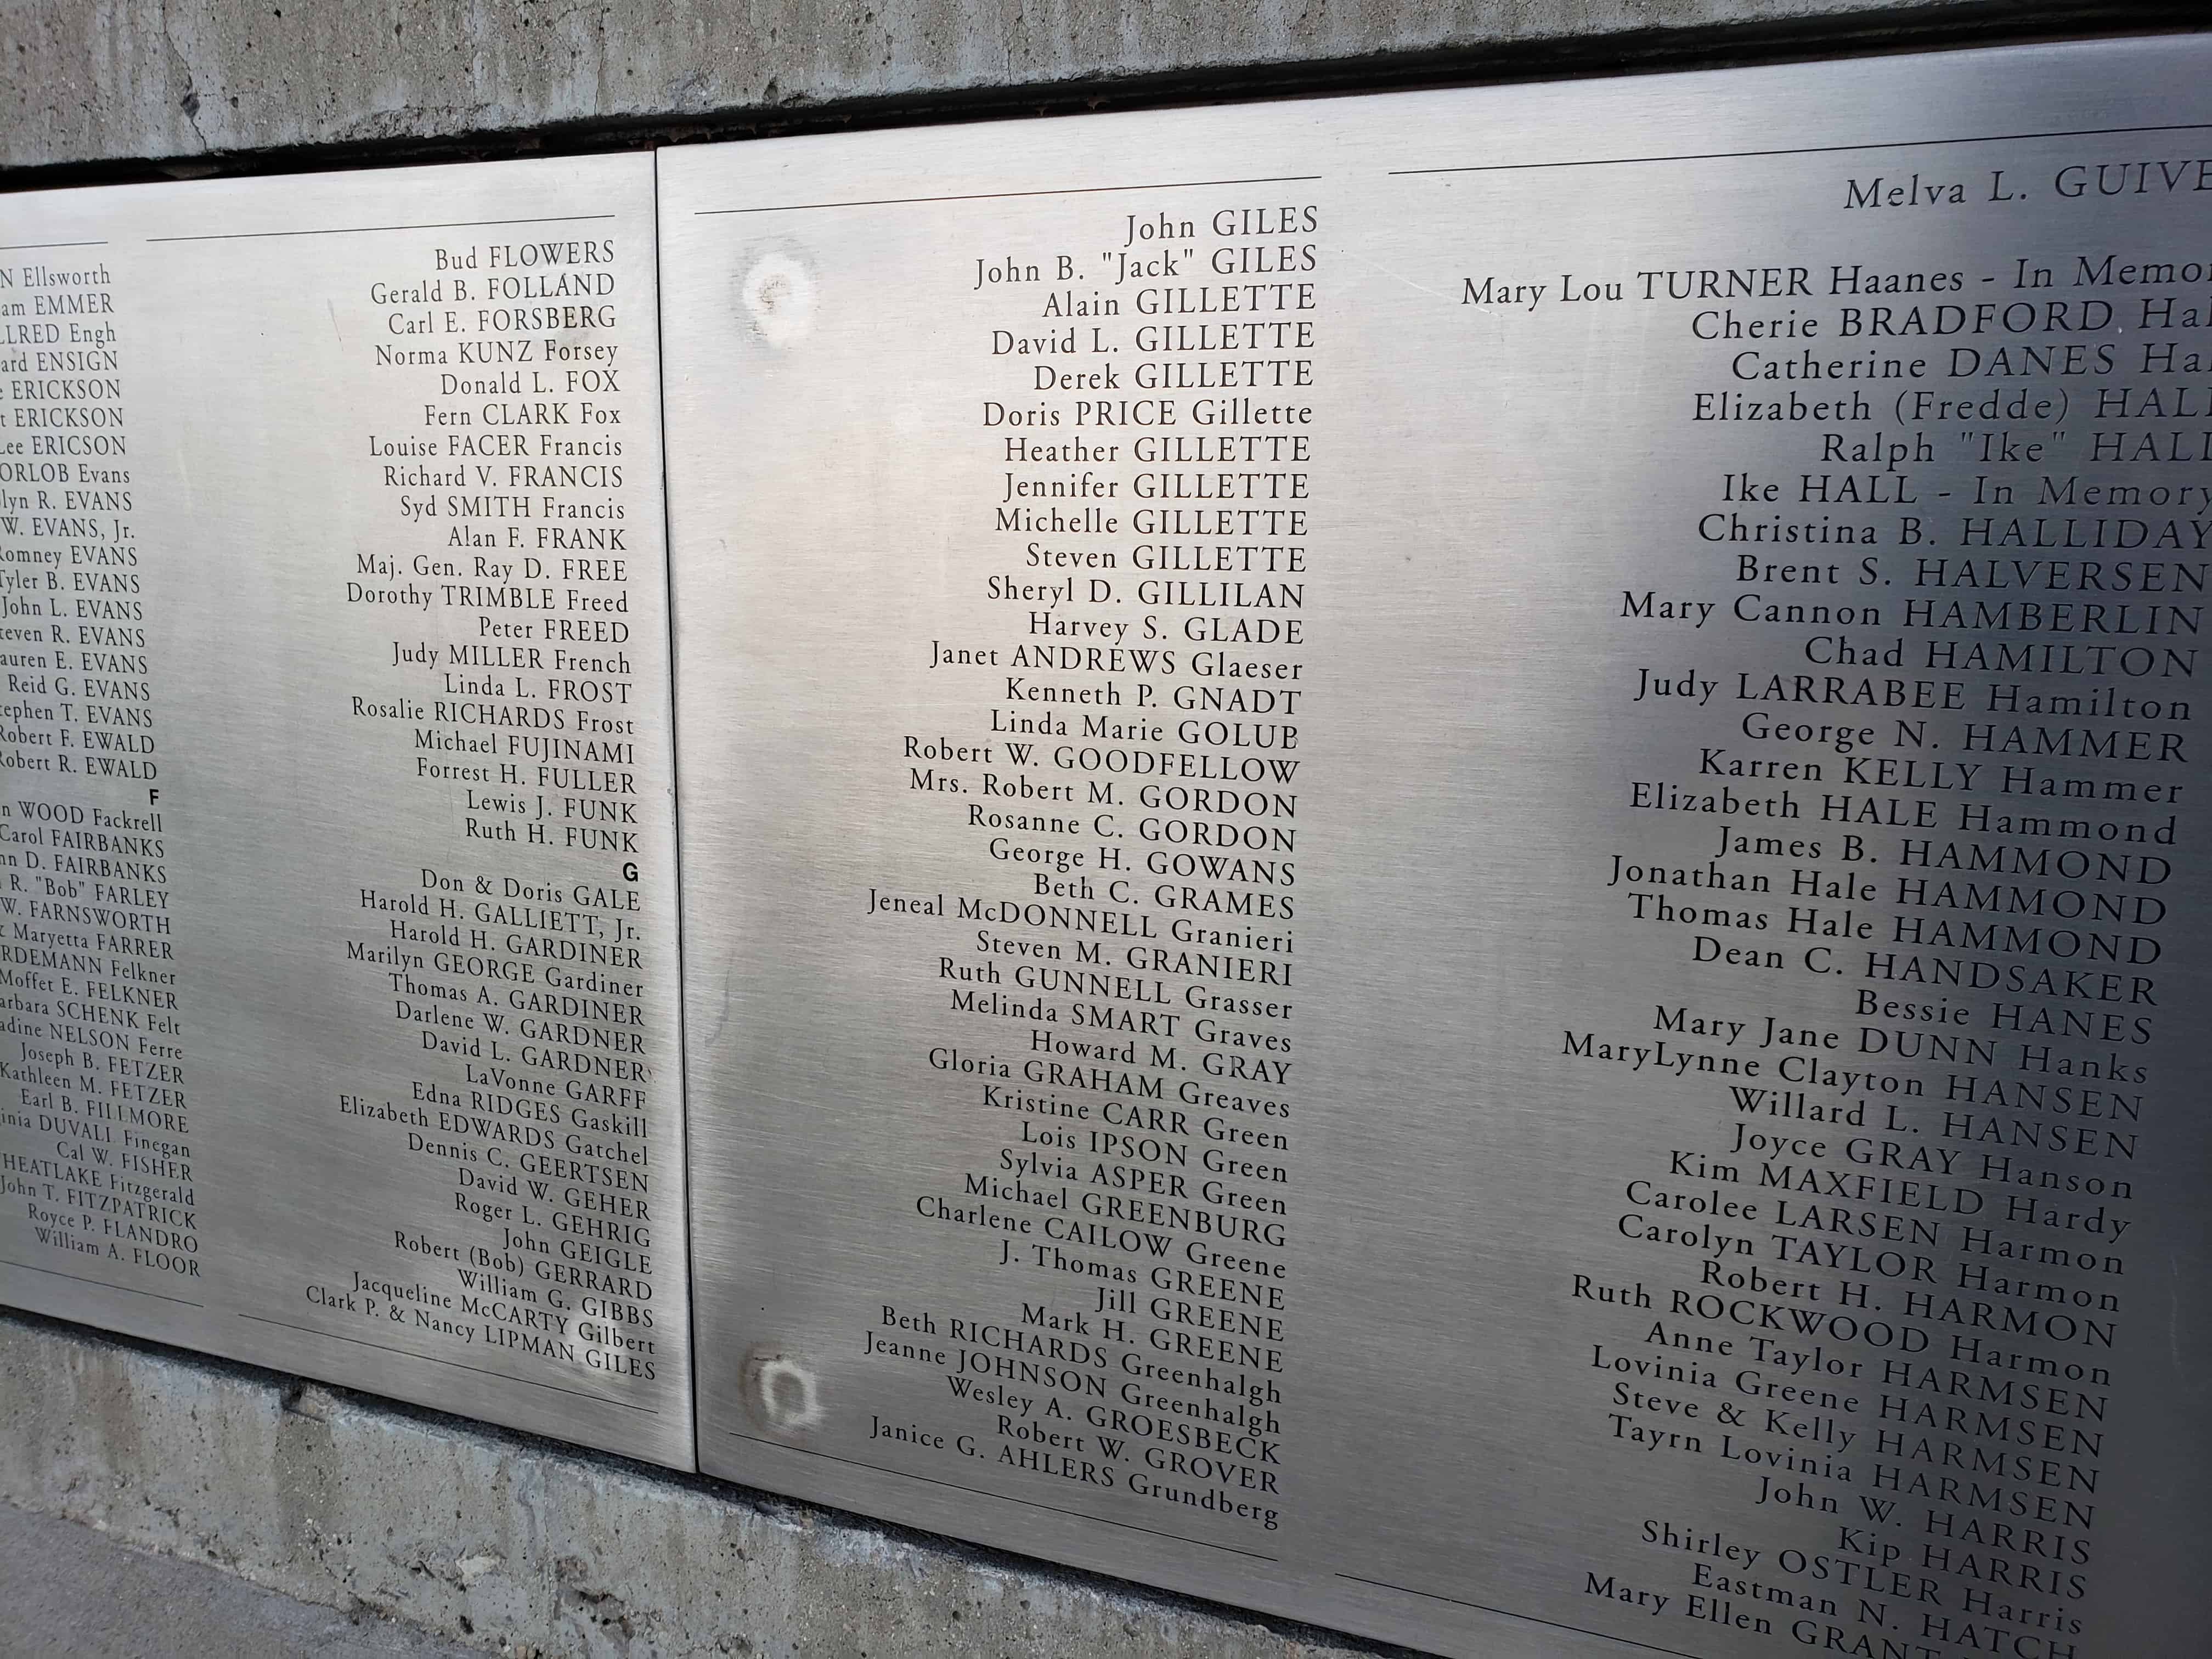 N Ellsworth
EMMER
Engh
ENSIGN
ERICKSON
ERICKSON
Lee ERICSON
ORLOB Evans
R. EVANS
W. EVANS, Jr.
Romney EVANS
Tyler B. EVANS
John L. EVANS
Steven R. EVANS
E. EVANS
Reid G. EVANS
Stephen T. EVANS
Robert F. EWALD
Robert R. EWALD
F
WOOD Fackrell
Carol FAIRBANKS
D. FAIRBANKS
R. "Bob" FARLEY
W. FARNSWORTH
& Maryetta FARRER
Felkner
Moffet E. FELKNER
Barbara SCHENK Felt
NELSON Ferre
Joseph B. FETZER
Kathleen M. FETZER
Earl B. FILLMORE
DUVALL Finegan
Cal W. FISHER
WHEATLAKE Fitzgerald
John T. FITZPATRICK
Royce P. FLANDRO
William A. FLOOR
Bud FLOWERS
Gerald B. FOLLAND
Carl E. FORSBERG
Norma KUNZ Forsey
Donald L. FOX
Fern CLARK Fox
Louise FACER Francis
Richard V. FRANCIS
Syd SMITH Francis
Alan F. FRANK
Maj. Gen. Ray D. FREE
Dorothy TRIMBLE Freed
Peter FREED
Judy MILLER French
Linda L. FROST
Rosalie RICHARDS Frost
Michael FUJINAMI
Forrest H. FULLER
Lewis J. FUNK
Ruth H. FUNK
G
Don & Doris GALE
Harold H. GALLIETT, Jr.
Harold H. GARDINER
Marilyn GEORGE Gardiner
Thomas A. GARDINER
Darlene W. GARDNER
David L. GARDNER
LaVonne GARFF
Edna RIDGES Gaskill
Elizabeth EDWARDS Gatchel
Dennis C. GEERTSEN
David W. GEHER
Roger L. GEHRIG
John GEIGLE
Robert (Bob) GERRARD
William G. GIBBS
Jacqueline McCARTY Gilbert
Clark P. & Nancy LIPMAN GILES
John GILES
John B. "Jack" GILES
Alain GILLETTE
David L. GILLETTE
Derek GILLETTE
Doris PRICE Gillette
Heather GILLETTE
Jennifer GILLETTE
Michelle GILLETTE
Steven GILLETTE
Sheryl D. GILLILAN
Harvey S. GLADE
Janet ANDREWS Glaeser
Kenneth P. GNADT
Linda Marie GOLUB
Robert W. GOODFELLOW
Mrs. Robert M. GORDON
Rosanne C. GORDON
George H. GOWANS
Beth C. GRAMES
Jeneal McDONNELL Granieri
Steven M. GRANIERI
Ruth GUNNELL Grasser
Melinda SMART Graves
Howard M. GRAY
Gloria GRAHAM Greaves
Kristine CARR Green
Lois IPSON Green
Sylvia ASPER Green
Michael GREENBURG
Charlene CAILOW Greene
J. Thomas GREENE
Jill GREENE
Mark H. GREENE
Beth RICHARDS Greenhalgh
Jeanne JOHNSON Greenhalgh
Wesley A. GROESBECK
Robert W. GROVER
Janice G. AHLERS Grundberg
Melva L. GUIVE
Mary Lou TURNER Haanes - In Memo
Cherie BRADFORD
Catherine DANES
Elizabeth (Fredde) HALL
Ralph "Ike" HALL
Ike HALL - In Memory
Christina B. HALLIDAY
Brent S. HALVERSEN
Mary Cannon HAMBERLIN
Chad HAMILTON
Judy LARRABEE Hamilton
George N. HAMMER
Karren KELLY Hammer
Elizabeth HALE Hammond
James B. HAMMOND
Jonathan Hale HAMMOND
Thomas Hale HAMMOND
Dean C. HANDSAKER
Bessie HANES
Mary Jane DUNN Hanks
MaryLynne Clayton HANSEN
Willard L. HANSEN
Joyce GRAY Hanson
Kim MAXFIELD Hardy
Carolee LARSEN Harmon
Carolyn TAYLOR Harmon
Robert H. HARMON
Ruth ROCKWOOD Harmon
Anne Taylor HARMSEN
Lovinia Greene HARMSEN
Steve & Kelly HARMSEN
Tayrn Lovinia HARMSEN
John W. HARRIS
Kip HARRIS
Shirley OSTLER Harris
Eastman N. HATCH
Mary Ellen GRANT